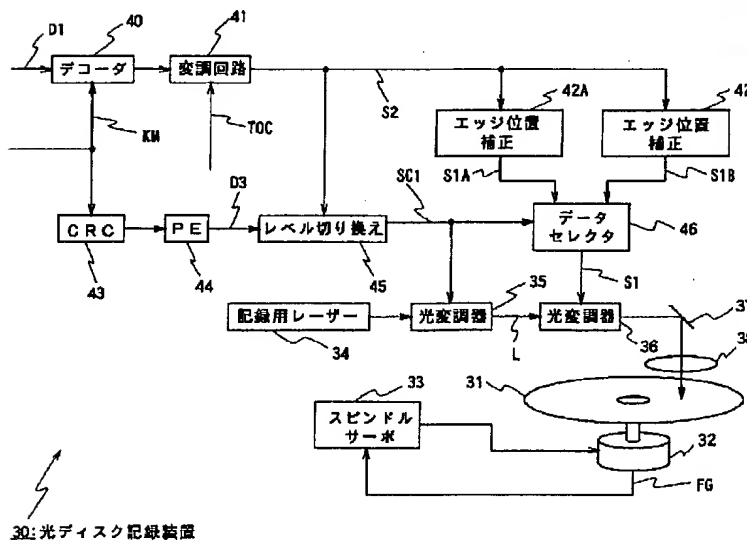 D1
40
41
デコーダ
変調回路
KM
TOC
S2
42A
42
エッジ位置
補正
エッジ位置
補正
S1A
S1B
SC1
D3
CRC
PE
レベル切り換え
データ
セレクタ
46
43
44
45
35
S1
37
記録用レーザー
光変調器
光変調器
34
L
36
38
33
31
スピンドル
サーボ
32
FG
30:光ディスク記録装置